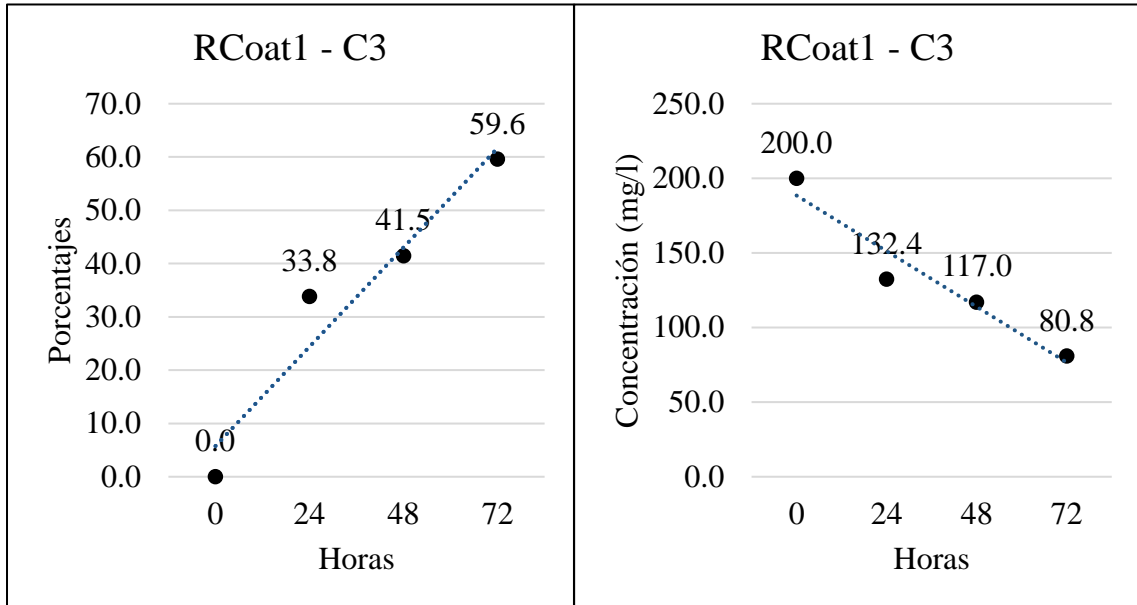 RCoat1 - C3
Porcentajes
70.0
60.0
50.0
40.0
30.0
20.0
10.0
0.0
0.0
33.8
41.5
59.6
0 24 48 72
Horas
RCoat1 - C3
Concentración (mg/l)
250.0
200.0
150.0
100.0
50.0
0.0
200.0
132.4
117.0
80.8
0 24 48 72
Horas